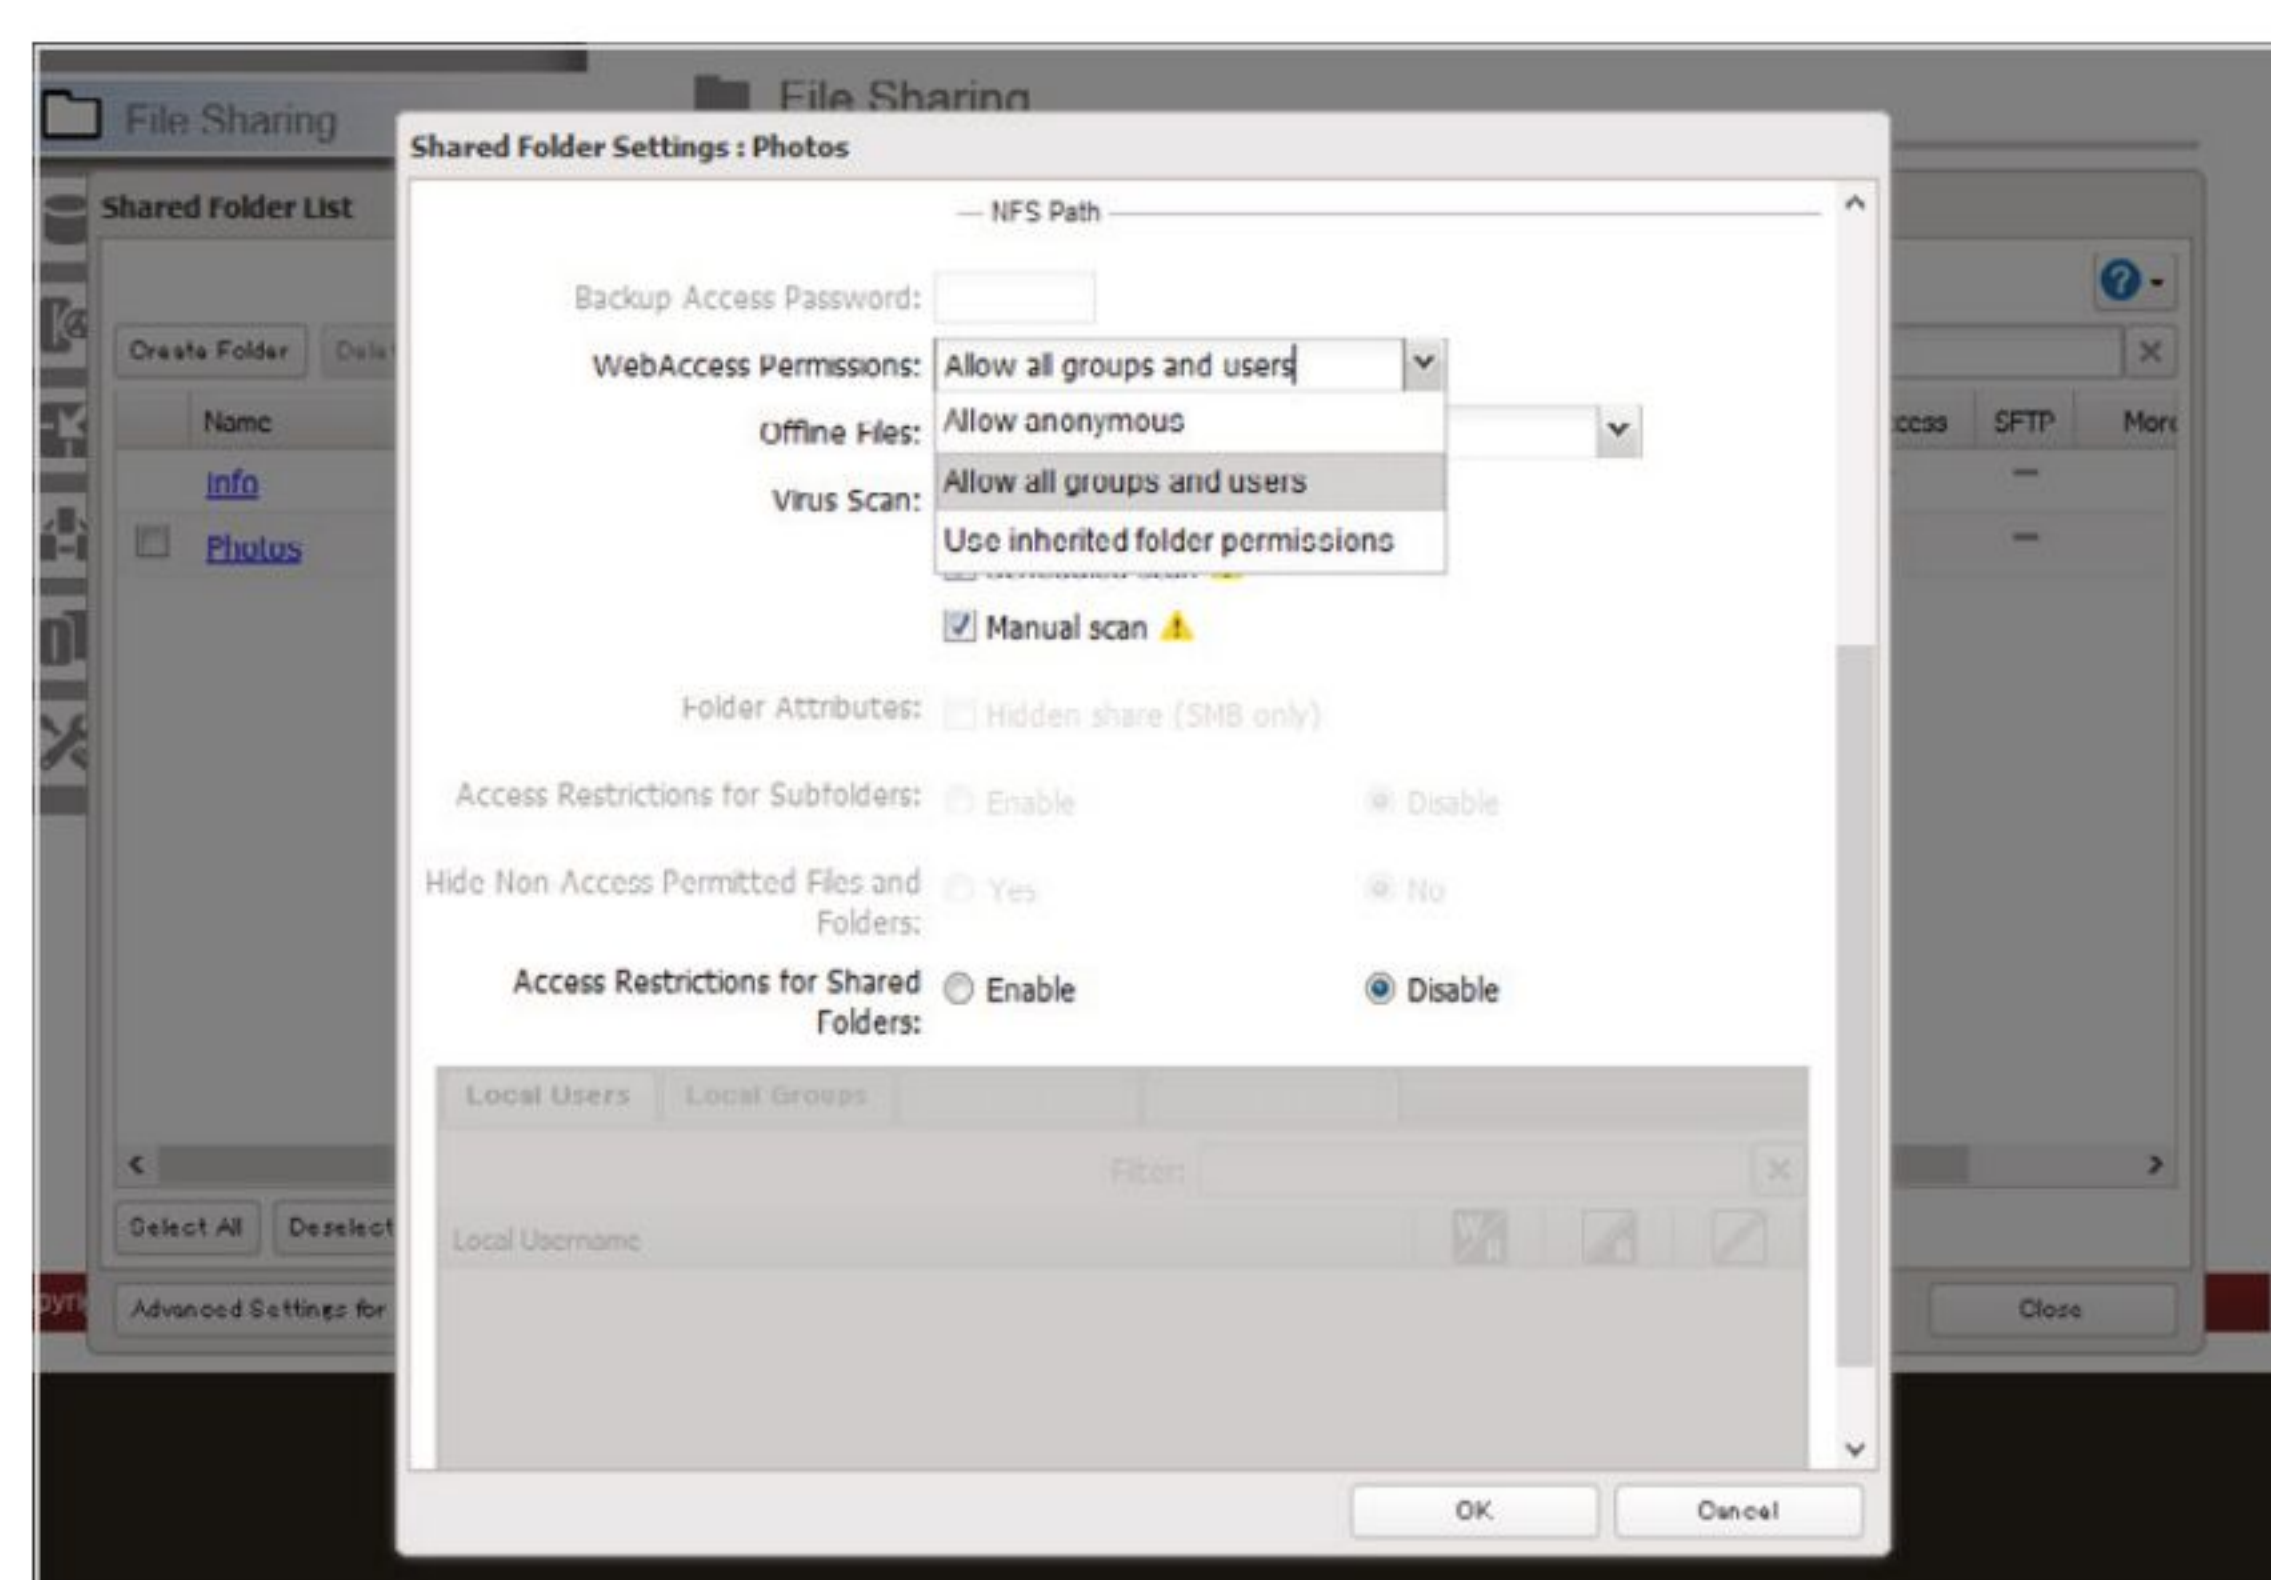 File Sharing
File Sharing
Shared Folder Settings : Photos
Shared Folder List
NFS Path
Backup Access Password:
Create Folder
WebAccess Permissions: Allow all groups and users
Allow anonymous
Allow all groups and users
Use inherited folder permissions
Name
SFTP
Offline Files:
Info
Virus Scan:
Photos
Manual scan
Folder Attributes: Hidden share (SMB only)
Access Restrictions for Subfolders: Enable Disable
Hide Non Access Permitted Files and
Folders:
Yes No
Access Restrictions for Shared
Folders:
Enable Disable
Local Users Local Groups
Filter:
Local Username
Select All Deselect
Advanced Settings for
Close
OK Cancel